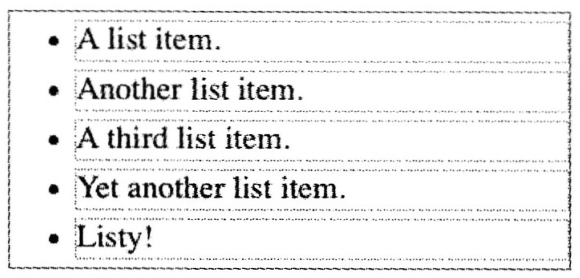 • A list item.
• Another list item.
• A third list item.
• Yet another list item.
• Listy!